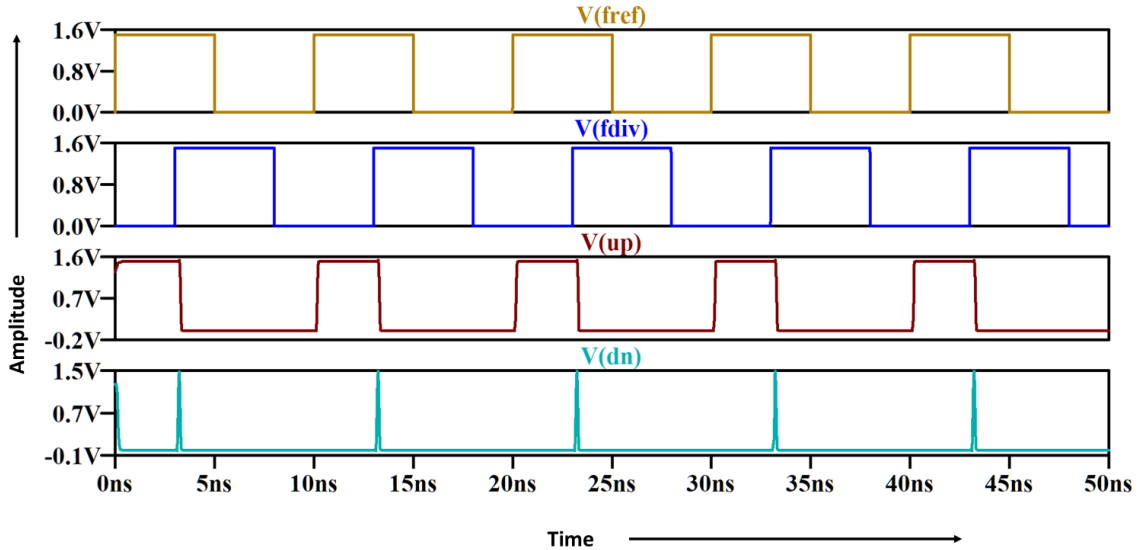 V(fref)
1.6V
0.8V
0.0V
V(fdiv)
1.6V
0.8V
0.0V
V(up)
1.6V
0.7V
-0.2V
V(dn)
1.5V
0.7V
-0.1V
0ns 5ns 10ns 15ns 20ns 25ns 30ns 35ns 40ns 45ns 50ns
Amplitude
Time